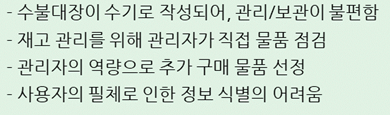 - 수불대장이 수기로 작성되어, 관리/보관이 불편함
- 재고 관리를 위해 관리자가 직접 물품 점검
- 관리자의 역량으로 추가 구매 물품 선정
- 사용자의 필체로 인한 정보 식별의 어려움